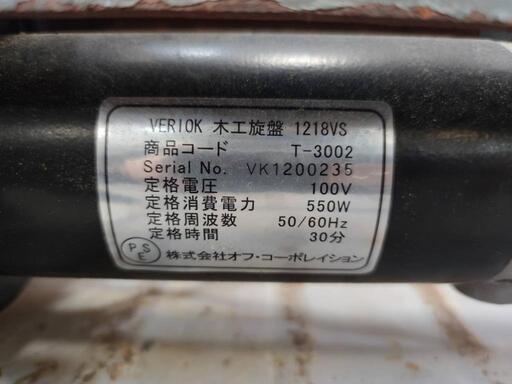 VERIOK 木工旋盤 1218VS
商品コード T-3002
Serial No. VK1200235
定格電圧 100V
定格消費電力 550W
定格周波数 50/60Hz
定格時間 30分
PSE 株式会社オフ・コーポレイション